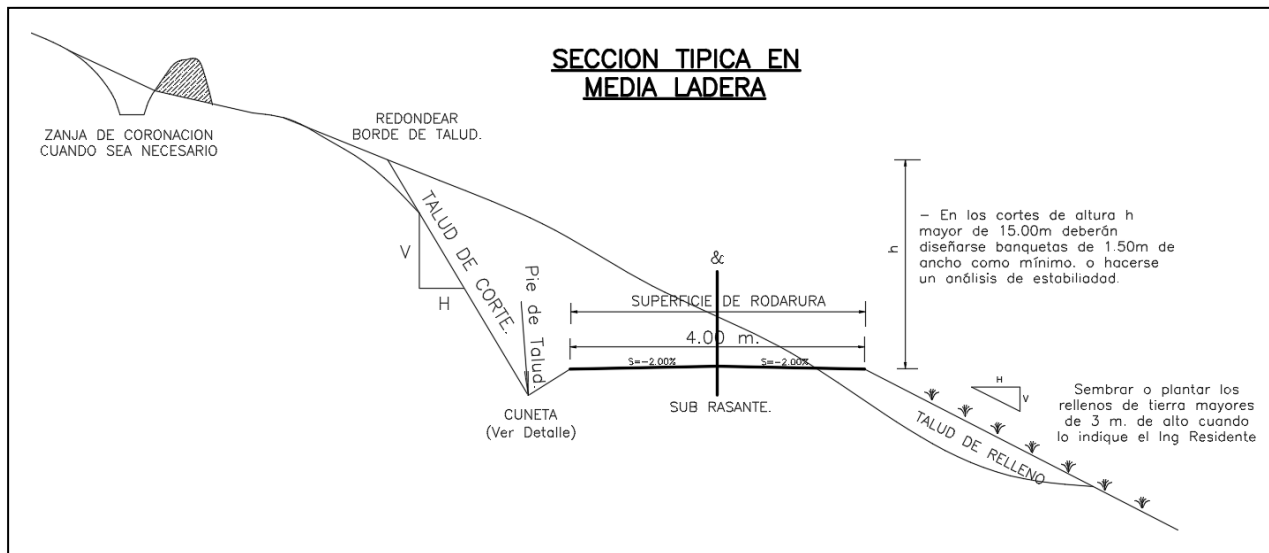 SECCION TIPICA EN
MEDIA LADERA
ZANJA DE CORONACION
CUANDO SEA NECESARIO
REDONDEAR
BORDE DE TALUD.
TALUD DE CORTE.
V
H
Pie de Talud.
CUNETA
(Ver Detalle)
&
SUPERFICIE DE RODARURA
4.00 m.
S=-2.00%
S=-2.00%
SUB RASANTE.
h
- En los cortes de altura h
mayor de 15.00m deberán
diseñarse banquetas de 1.50m de
ancho como mínimo. o hacerse
un análisis de estabiliadad.
H
V
TALUD DE RELLENO
Sembrar o plantar los
rellenos de tierra mayores
de 3 m. de alto cuando
lo indique el Ing Residente